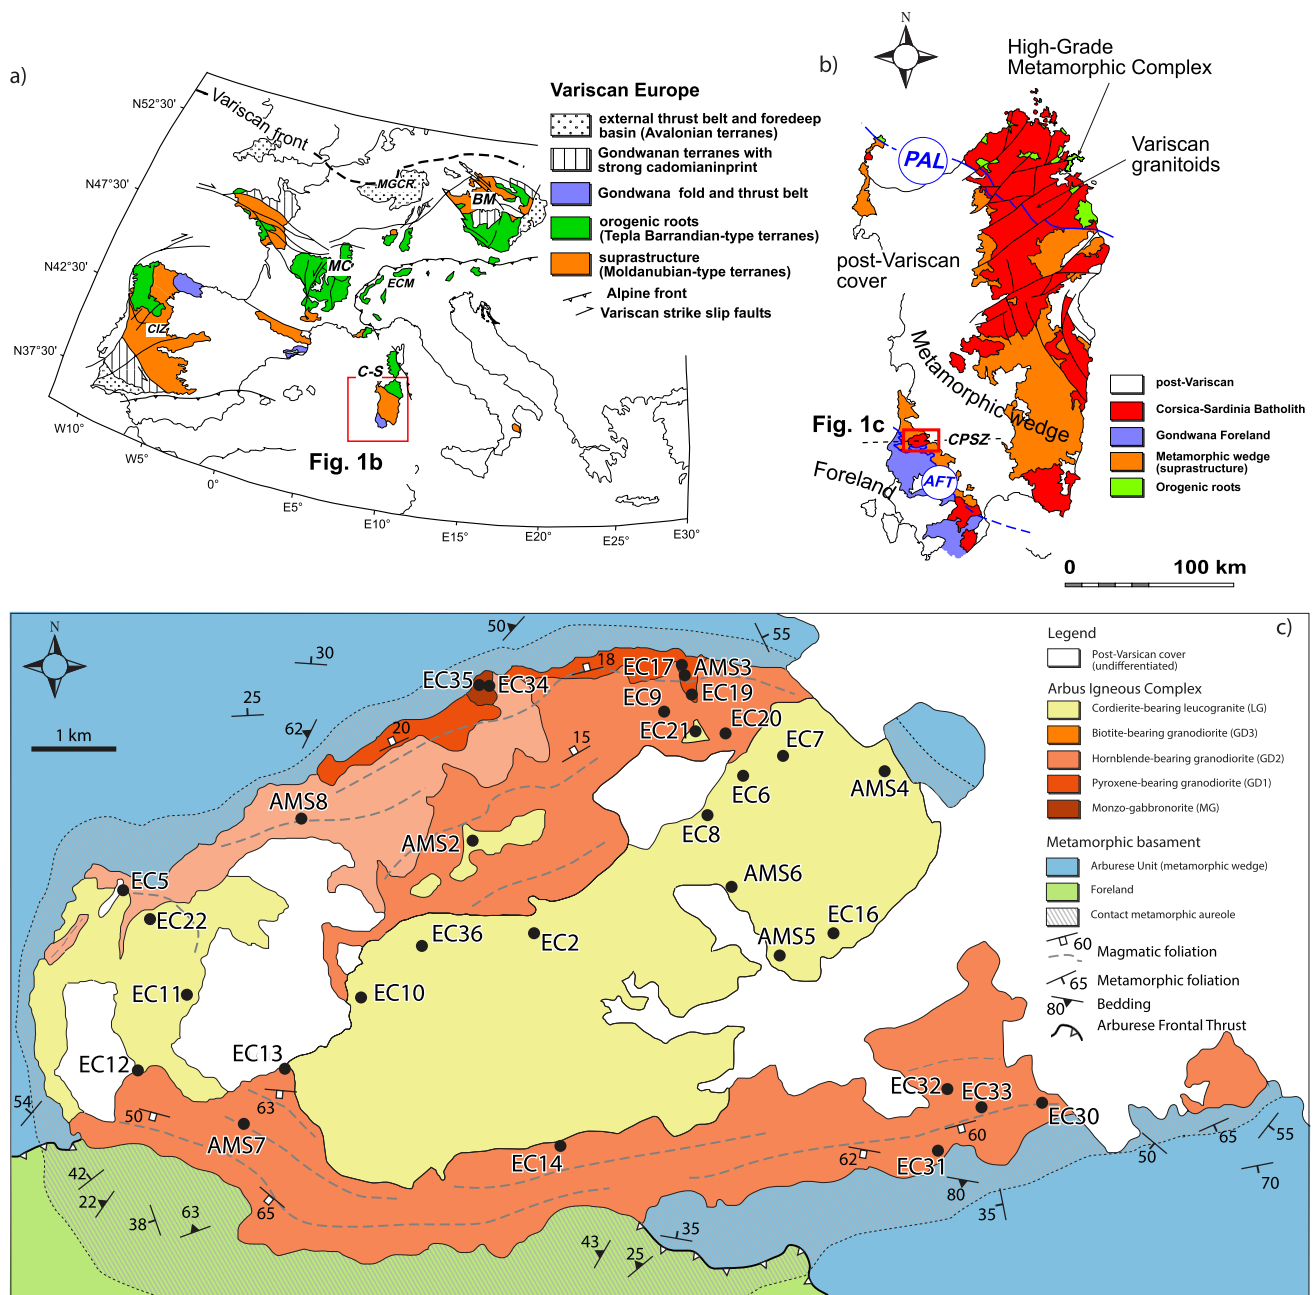 a)
N52°30'
N47°30'
N42°30'
N37°30'
W10°
W5°
0°
E5°
E10°
E15°
E20°
E25°
E30°
Variscan front
MGCR
BM
MC
ECM
CIZ
C-S
Fig. 1b
Variscan Europe
external thrust belt and foredeep
basin (Avalonian terranes)
Gondwanan terranes with
strong cadomianinprint
Gondwana fold and thrust belt
orogenic roots
(Tepla Barrandian-type terranes)
suprastructure
(Moldanubian-type terranes)
Alpine front
Variscan strike slip faults
b)
N
High-Grade
Metamorphic Complex
Variscan
granitoids
PAL
post-Variscan
cover
Metamorphic wedge
Fig. 1c
CPSZ
Foreland
AFT
post-Variscan
Corsica-Sardinia Batholith
Gondwana Foreland
Metamorphic wedge
(suprastructure)
Orogenic roots
0 100 km
c)
N
1 km
50
55
30
25
62
18
20
15
EC35
EC34
EC17
AMS3
EC9
EC19
EC21
EC20
EC7
EC6
AMS4
EC8
AMS8
AMS2
EC5
EC22
AMS6
EC16
AMS5
EC36
EC2
EC11
EC10
EC12
EC13
54
50
63
AMS7
EC14
EC32
EC33
EC30
EC31
60
62
80
65
42
22
38
63
43
25
35
35
50
65
55
70
Legend
Post-Varsican cover
(undifferentiated)
Arbus Igneous Complex
Cordierite-bearing leucogranite (LG)
Biotite-bearing granodiorite (GD3)
Hornblende-bearing granodiorite (GD2)
Pyroxene-bearing granodiorite (GD1)
Monzo-gabbronorite (MG)
Metamorphic basament
Arburese Unit (metamorphic wedge)
Foreland
Contact metamorphic aureole
60
Magmatic foliation
65
Metamorphic foliation
80
Bedding
Arburese Frontal Thrust